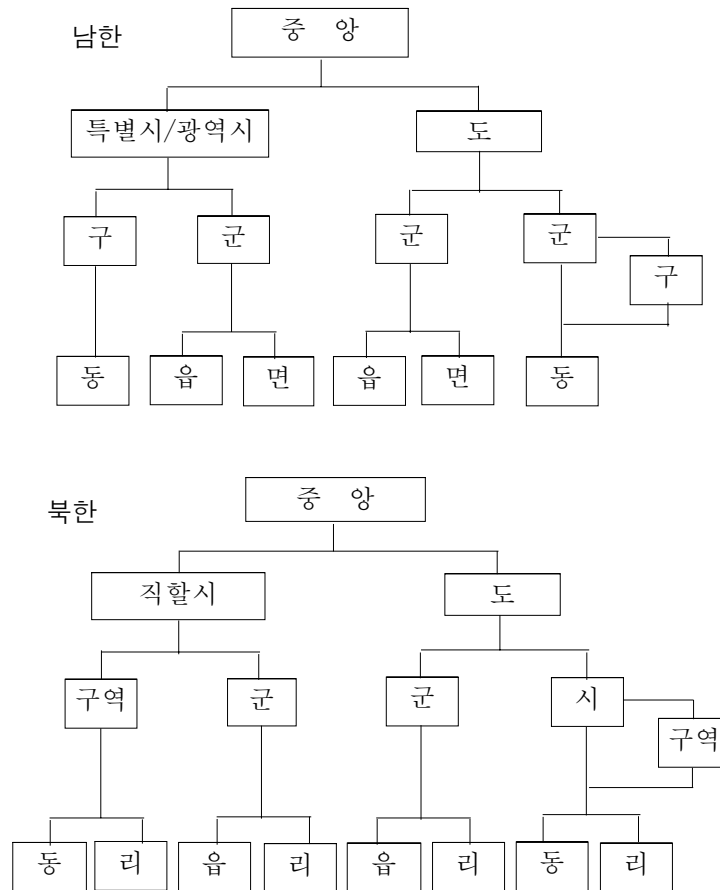 남한
중 앙
특별시/광역시 도
구 군 군 군
구
동 읍 면 읍 면 동
북한
중 앙
직할시 도
구역 군 군 시
구역
동 리 읍 리 읍 리 동 리